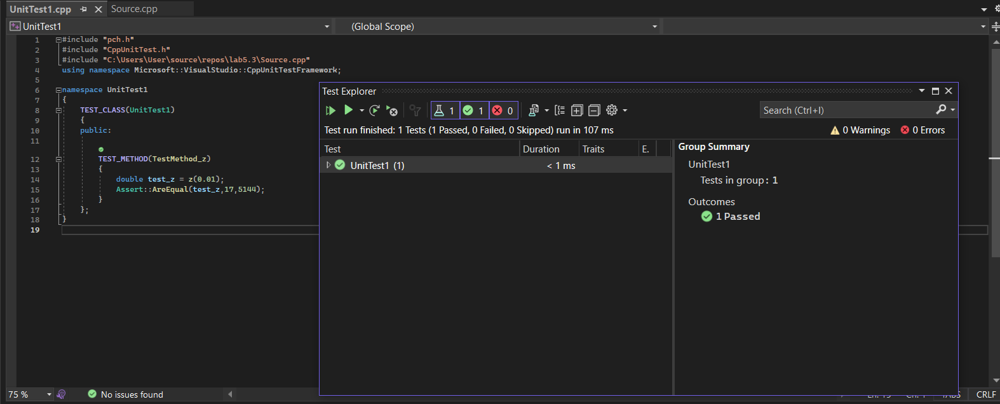 UnitTest1.cpp
Source.cpp
UnitTest1
(Global Scope)
1 #include "pch.h"
2 #include "CppUnitTest.h"
3 #include "C:\Users\User\source\repos\lab5.3\Source.cpp"
4 using namespace Microsoft::VisualStudio::CppUnitTestFramework;
5
6 namespace UnitTest1
7 {
8 TEST_CLASS(UnitTest1)
9 {
10 public:
11
12 TEST_METHOD(TestMethod_z)
13 {
14 double test_z = z(0.01);
15 Assert::AreEqual(test_z,17,5144);
16 }
17 };
18 }
19
Test Explorer
1 1 0
Search (Ctrl+I)
Test run finished: 1 Tests (1 Passed, 0 Failed, 0 Skipped) run in 107 ms
0 Warnings
0 Errors
Test Duration Traits E.
UnitTest1 (1) < 1 ms
Group Summary
UnitTest1
Tests in group: 1
Outcomes
1 Passed
75 %
No issues found
CRLF